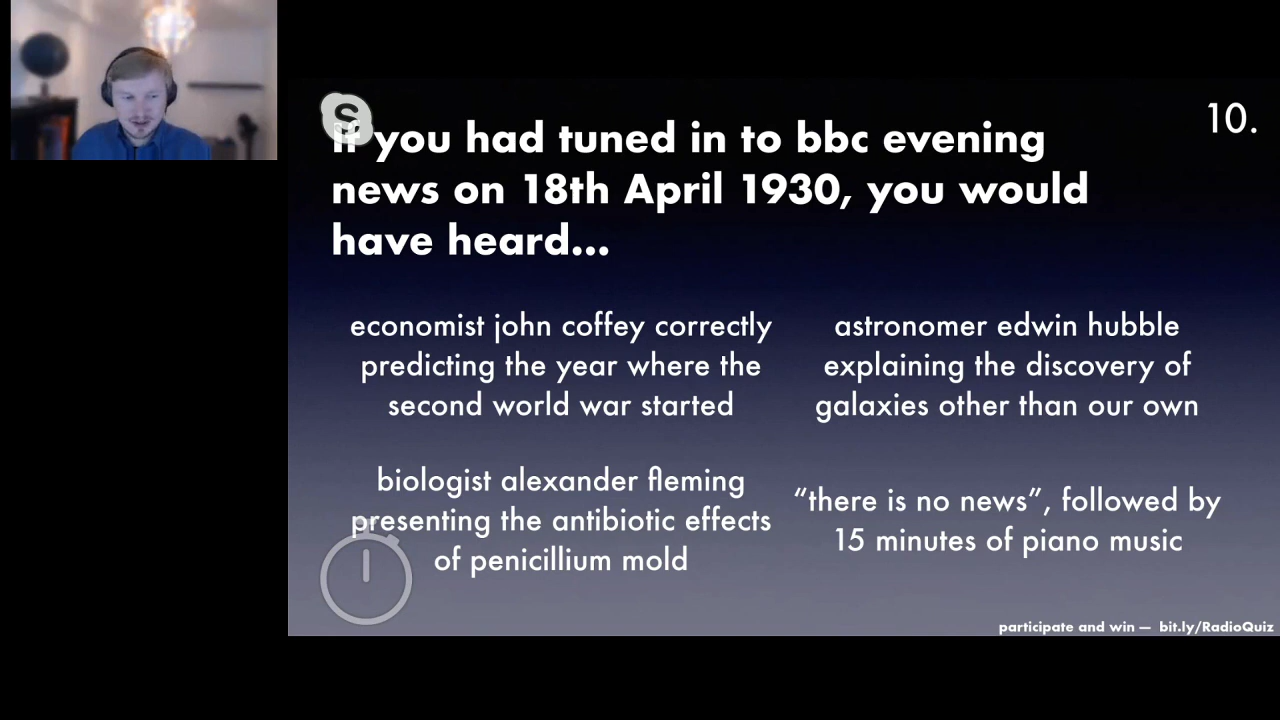 10.
If you had tuned in to bbc evening
news on 18th April 1930, you would
have heard...
economist john coffey correctly
predicting the year where the
second world war started
astronomer edwin hubble
explaining the discovery of
galaxies other than our own
biologist alexander fleming
presenting the antibiotic effects
of penicillium mold
“there is no news”, followed by
15 minutes of piano music
participate and win — bit.ly/RadioQuiz